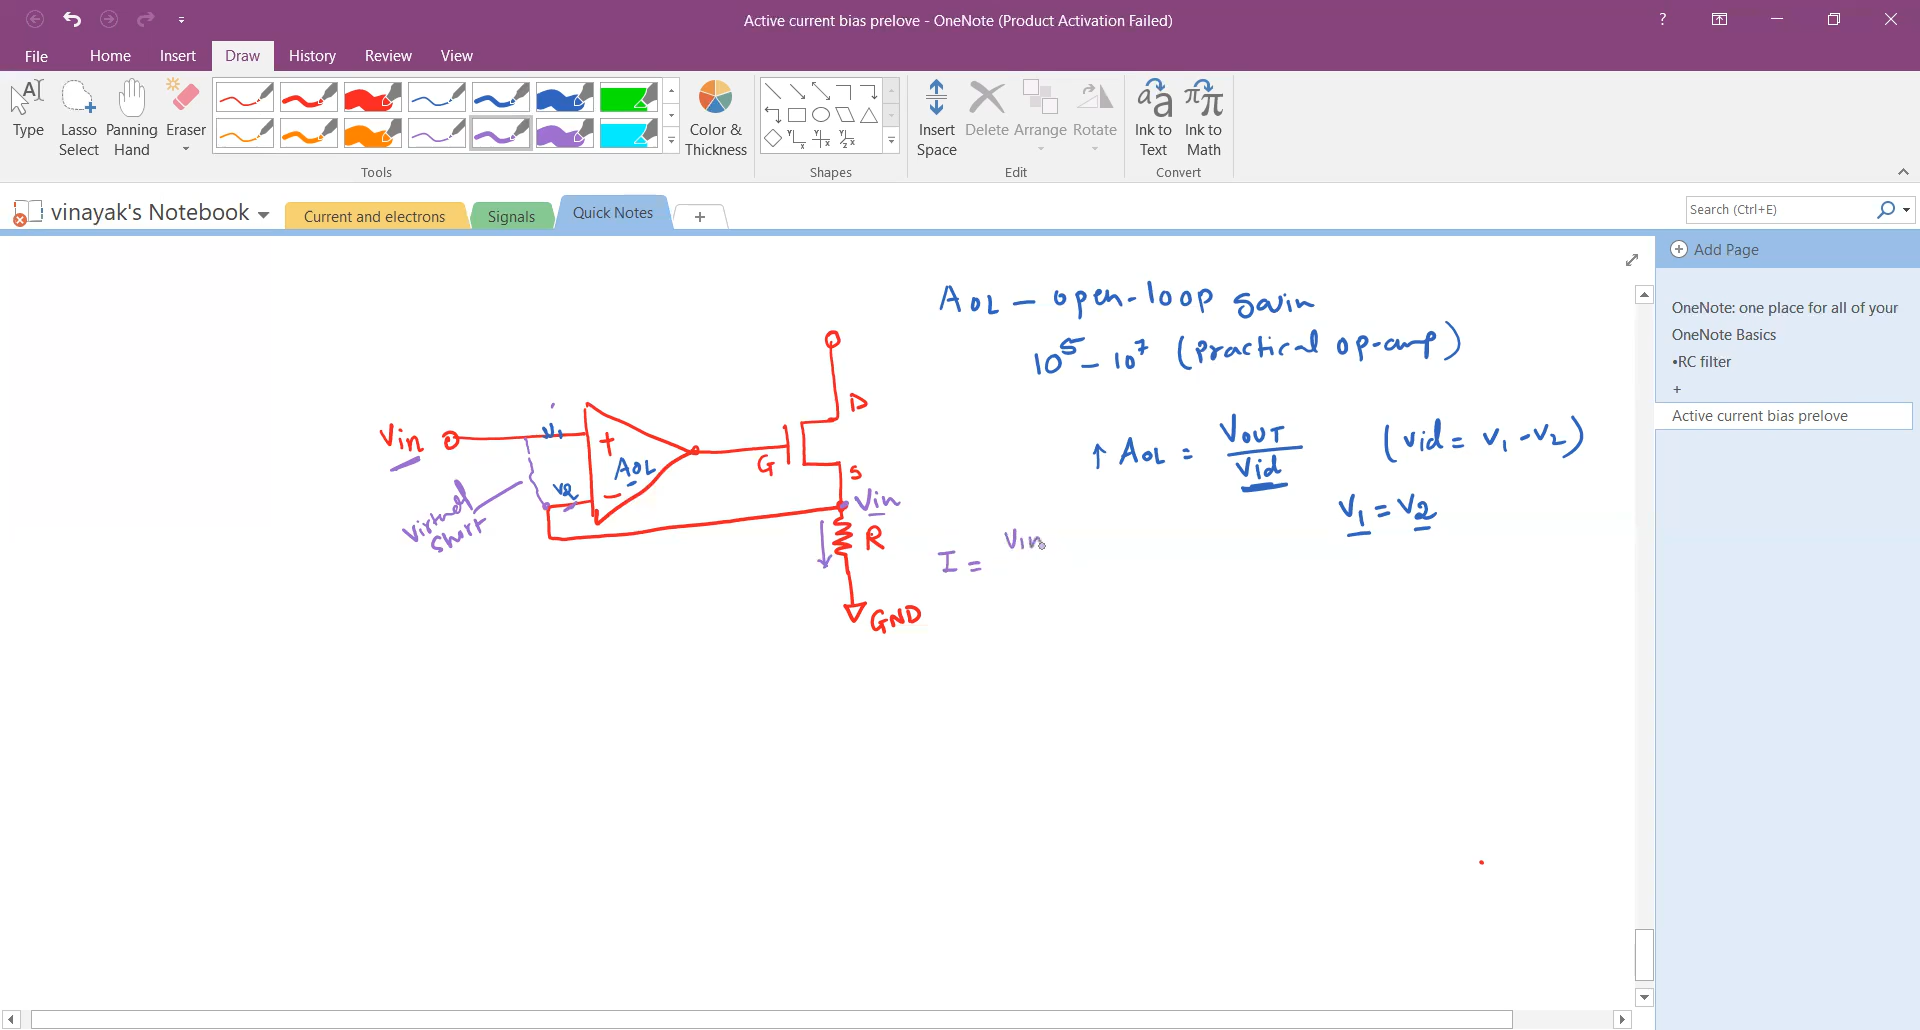 Active current bias prelove - OneNote (Product Activation Failed)
?
File Home Insert Draw History Review View
Type
Lasso Select
Panning Hand
Eraser
Color & Thickness
Insert Space
Delete
Arrange
Rotate
Ink to Text
Ink to Math
Tools
Shapes
Edit
Convert
vinayak's Notebook
Current and electrons
Signals
Quick Notes
+
Search (Ctrl+E)
Add Page
OneNote: one place for all of your
OneNote Basics
•RC filter
+
Active current bias prelove
AOL - open-loop gain
10^5 - 10^7 (practical op-amp)
↑ AOL = VOUT / Vid (Vid = V1 - V2)
V1 = V2
Vin
V1
+
AOL
V2
-
G
D
S
Vin
R
GND
Virtual short
I = Vin